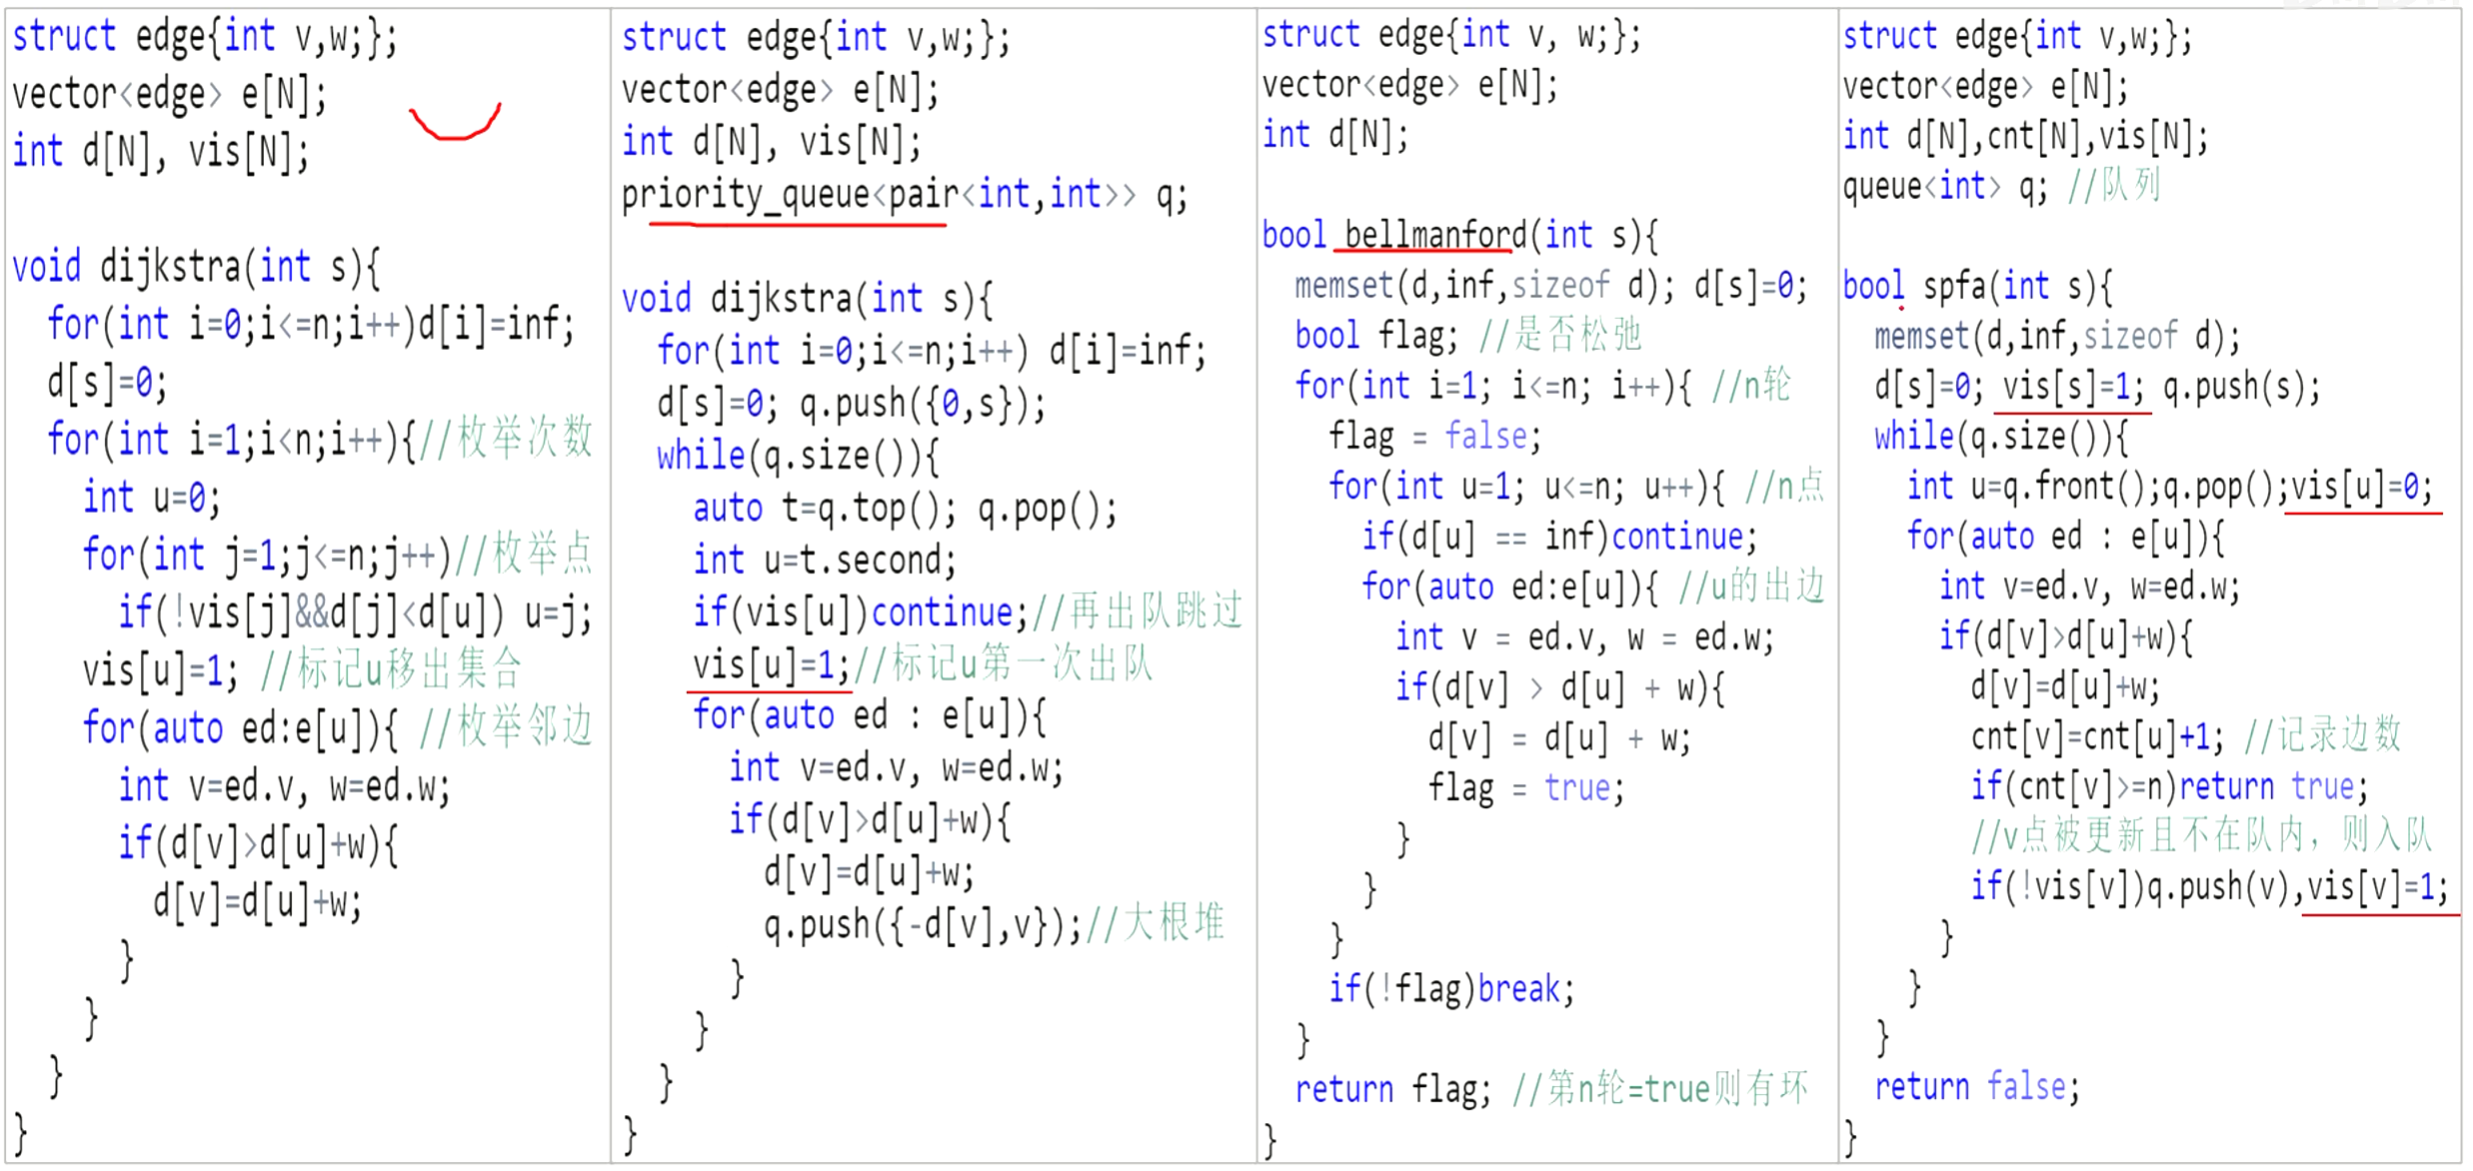 struct edge{int v,w;};
vector<edge> e[N];
int d[N], vis[N];
void dijkstra(int s){
for(int i=0;i<=n;i++)d[i]=inf;
d[s]=0;
for(int i=1;i<n;i++){//枚举次数
int u=0;
for(int j=1;j<=n;j++)//枚举点
if(!vis[j]&&d[j]<d[u]) u=j;
vis[u]=1; //标记u移出集合
for(auto ed:e[u]){ //枚举邻边
int v=ed.v, w=ed.w;
if(d[v]>d[u]+w){
d[v]=d[u]+w;
}
}
}
}
struct edge{int v,w;};
vector<edge> e[N];
int d[N], vis[N];
priority_queue<pair<int,int>> q;
void dijkstra(int s){
for(int i=0;i<=n;i++) d[i]=inf;
d[s]=0; q.push({0,s});
while(q.size()){
auto t=q.top(); q.pop();
int u=t.second;
if(vis[u])continue;//再出队跳过
vis[u]=1;//标记u第一次出队
for(auto ed : e[u]){
int v=ed.v, w=ed.w;
if(d[v]>d[u]+w){
d[v]=d[u]+w;
q.push({-d[v],v});//大根堆
}
}
}
}
struct edge{int v, w;};
vector<edge> e[N];
int d[N];
bool bellmanford(int s){
memset(d,inf,sizeof d); d[s]=0;
bool flag; //是否松弛
for(int i=1; i<=n; i++){ //n轮
flag = false;
for(int u=1; u<=n; u++){ //n点
if(d[u] == inf)continue;
for(auto ed:e[u]){ //u的出边
int v = ed.v, w = ed.w;
if(d[v] > d[u] + w){
d[v] = d[u] + w;
flag = true;
}
}
}
if(!flag)break;
}
return flag; //第n轮=true则有环
}
struct edge{int v,w;};
vector<edge> e[N];
int d[N],cnt[N],vis[N];
queue<int> q; //队列
bool spfa(int s){
memset(d,inf,sizeof d);
d[s]=0; vis[s]=1; q.push(s);
while(q.size()){
int u=q.front();q.pop();vis[u]=0;
for(auto ed : e[u]){
int v=ed.v, w=ed.w;
if(d[v]>d[u]+w){
d[v]=d[u]+w;
cnt[v]=cnt[u]+1; //记录边数
if(cnt[v]>=n)return true;
//v点被更新且不在队内，则入队
if(!vis[v])q.push(v),vis[v]=1;
}
}
}
return false;
}